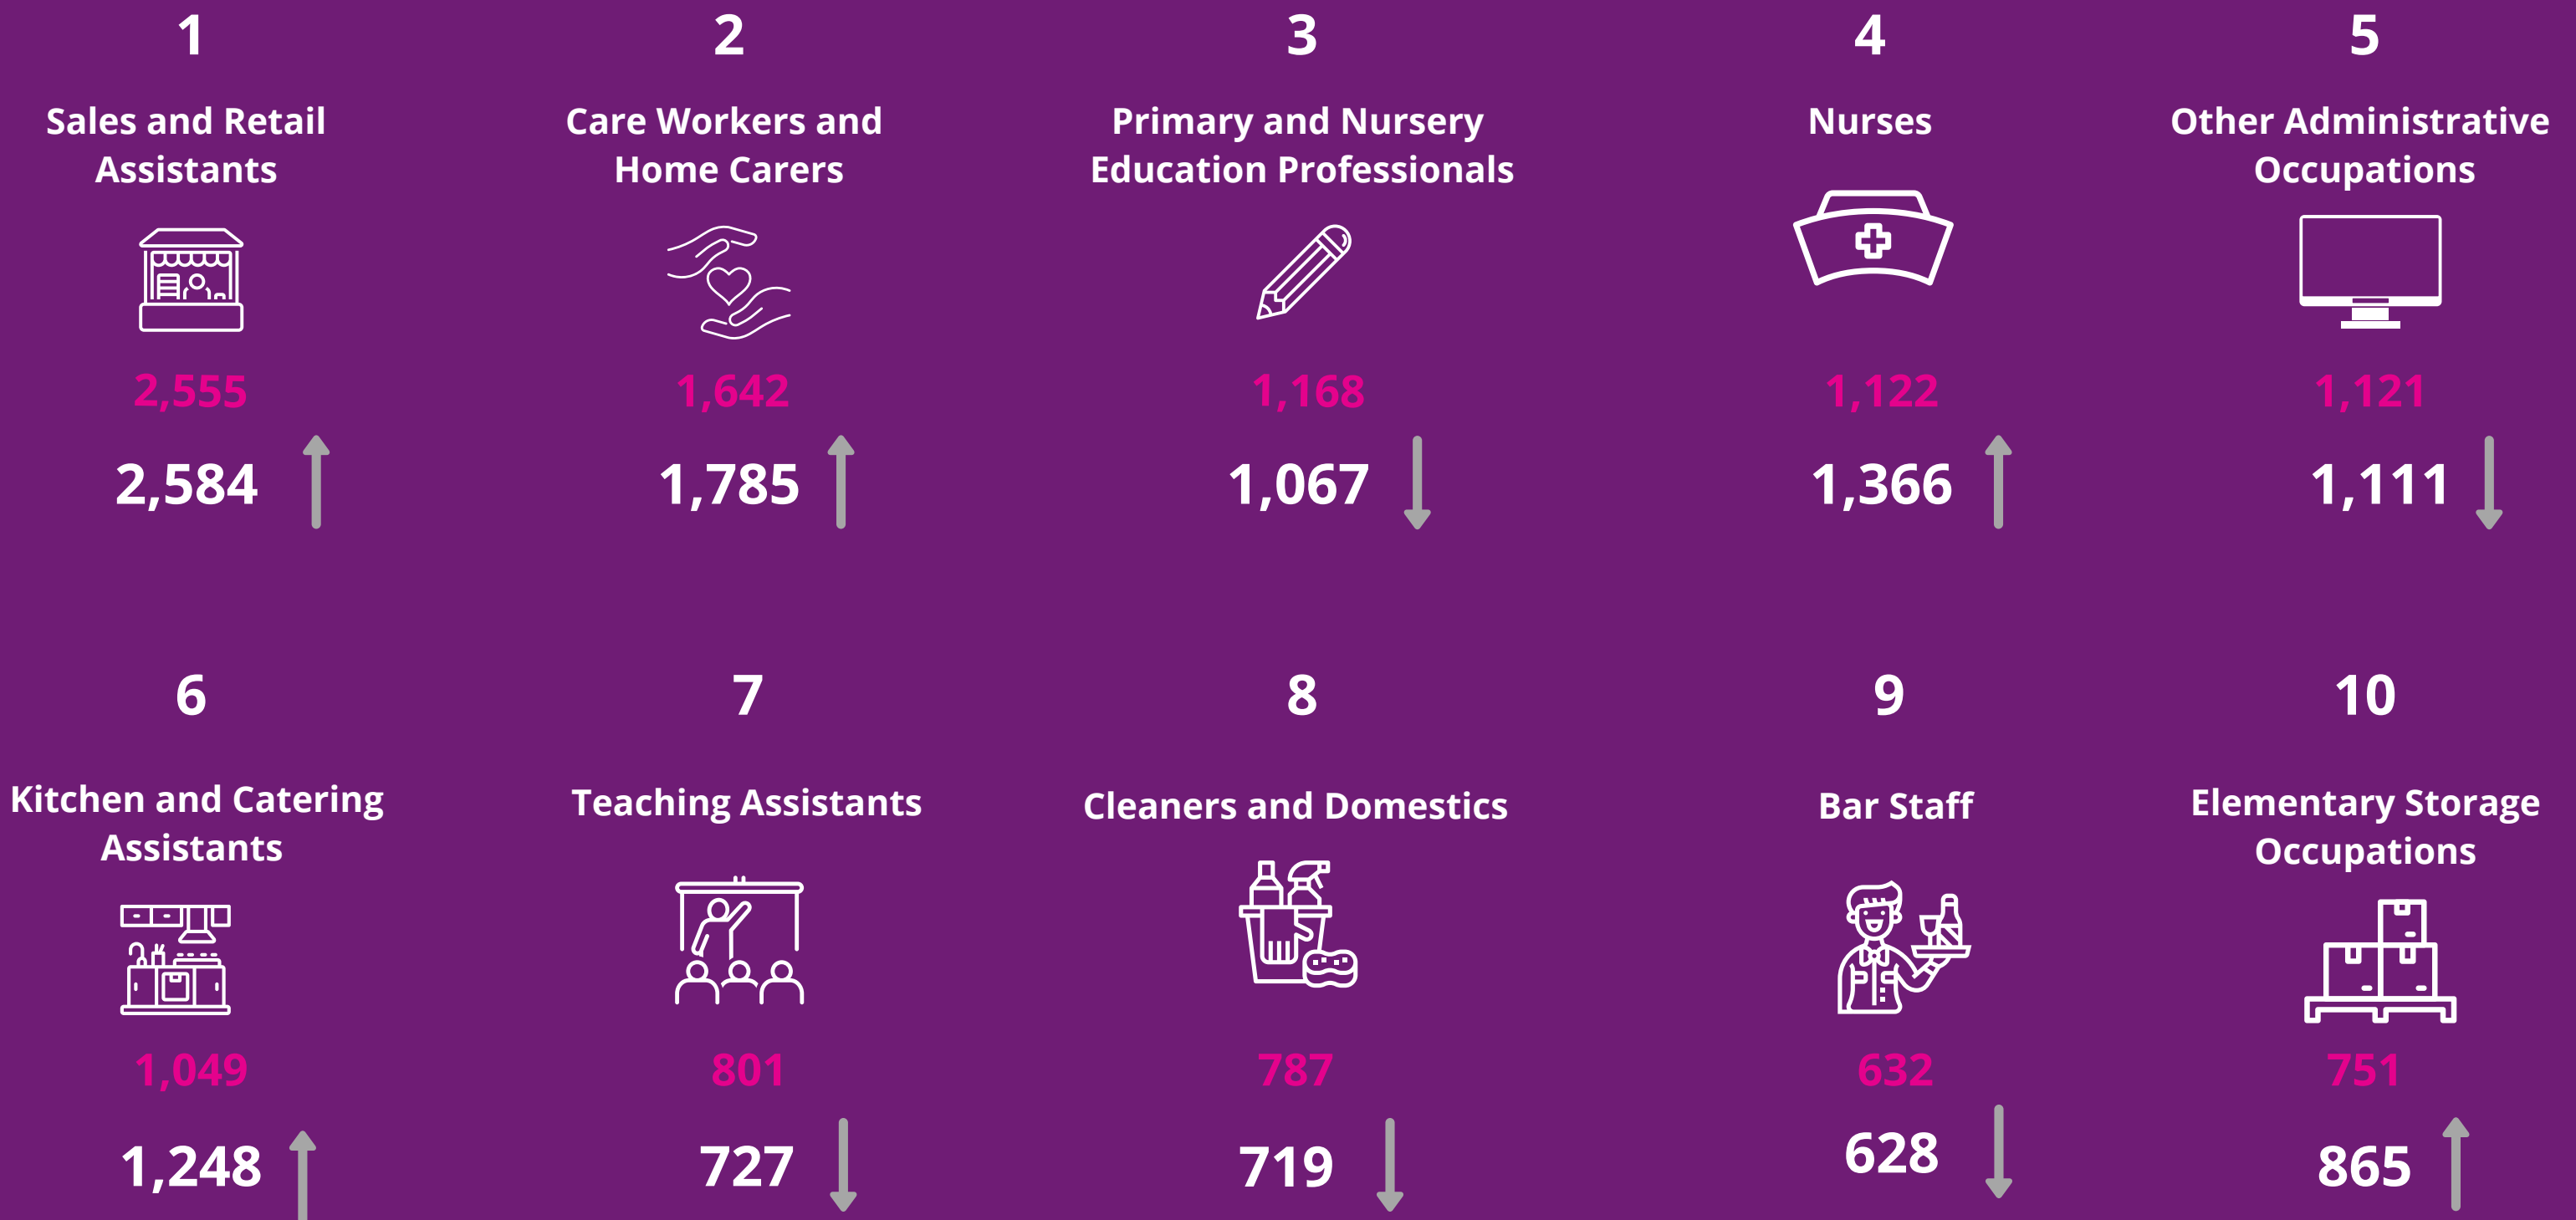 1
Sales and Retail
Assistants
2,555
2,584
2
Care Workers and
Home Carers
1,642
1,785
3
Primary and Nursery
Education Professionals
1,168
1,067
4
Nurses
1,122
1,366
5
Other Administrative
Occupations
1,121
1,111
6
Kitchen and Catering
Assistants
1,049
1,248
7
Teaching Assistants
801
727
8
Cleaners and Domestics
787
719
9
Bar Staff
632
628
10
Elementary Storage
Occupations
751
865